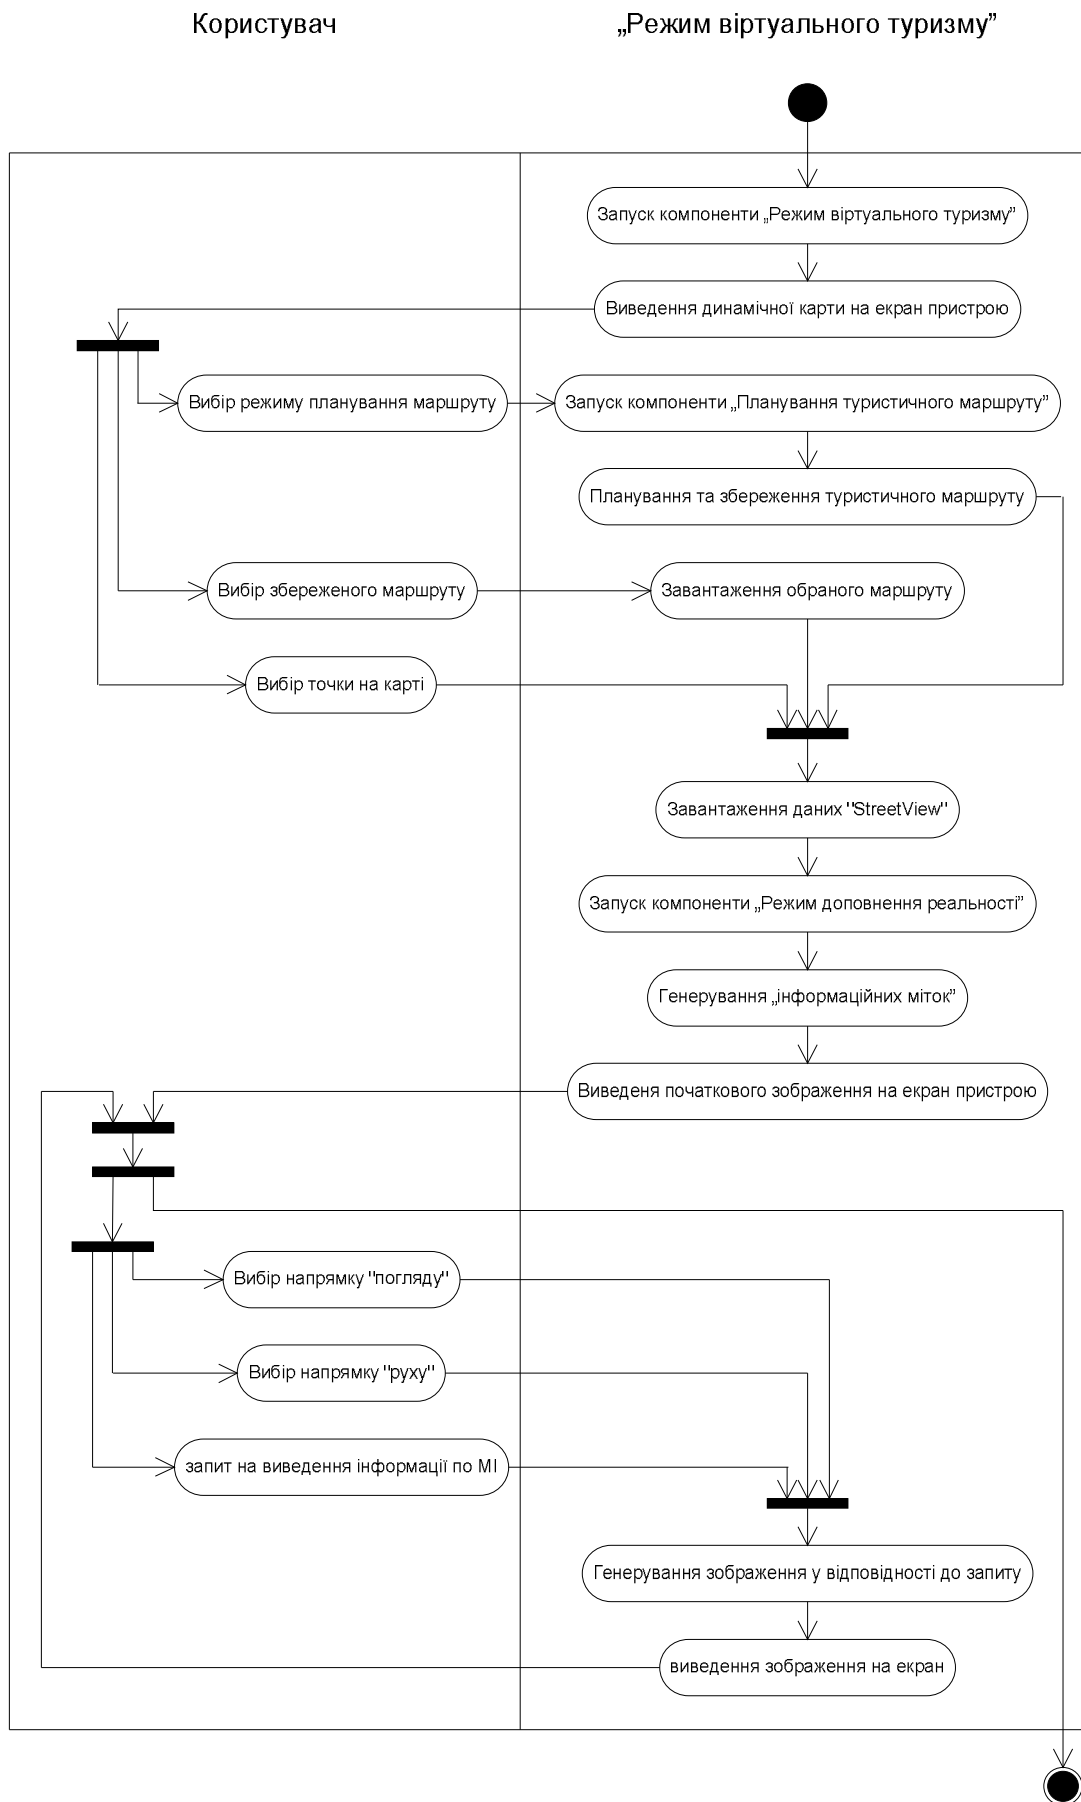 Користувач
„Режим віртуального туризму”
Запуск компоненти „Режим віртуального туризму”
Виведення динамічної карти на екран пристрою
Вибір режиму планування маршруту
Запуск компоненти „Планування туристичного маршруту”
Планування та збереження туристичного маршруту
Вибір збереженого маршруту
Завантаження обраного маршруту
Вибір точки на карті
Завантаження даних "StreetView"
Запуск компоненти „Режим доповнення реальності”
Генерування „інформаційних міток”
Виведеня початкового зображення на екран пристрою
Вибір напрямку "погляду"
Вибір напрямку "руху"
запит на виведення інформації по МІ
Генерування зображення у відповідності до запиту
виведення зображення на екран